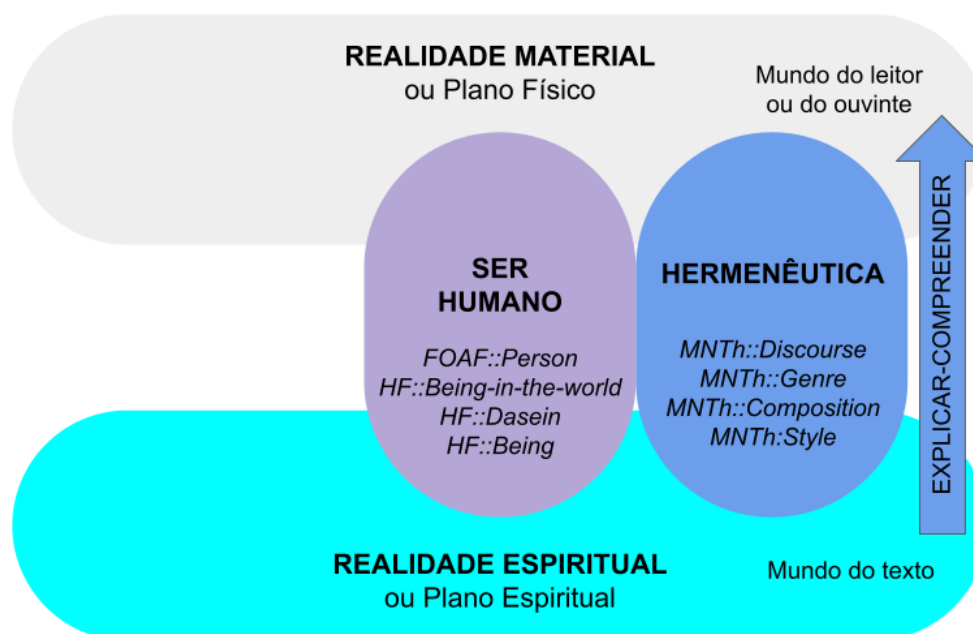 REALIDADE MATERIAL
ou Plano Físico
Mundo do leitor
ou do ouvinte
SER
HUMANO
FOAF::Person
HF::Being-in-the-world
HF::Dasein
HF::Being
HERMENÊUTICA
MNTh::Discourse
MNTh::Genre
MNTh::Composition
MNTh:Style
EXPLICAR-COMPREENDER
REALIDADE ESPIRITUAL
ou Plano Espiritual
Mundo do texto